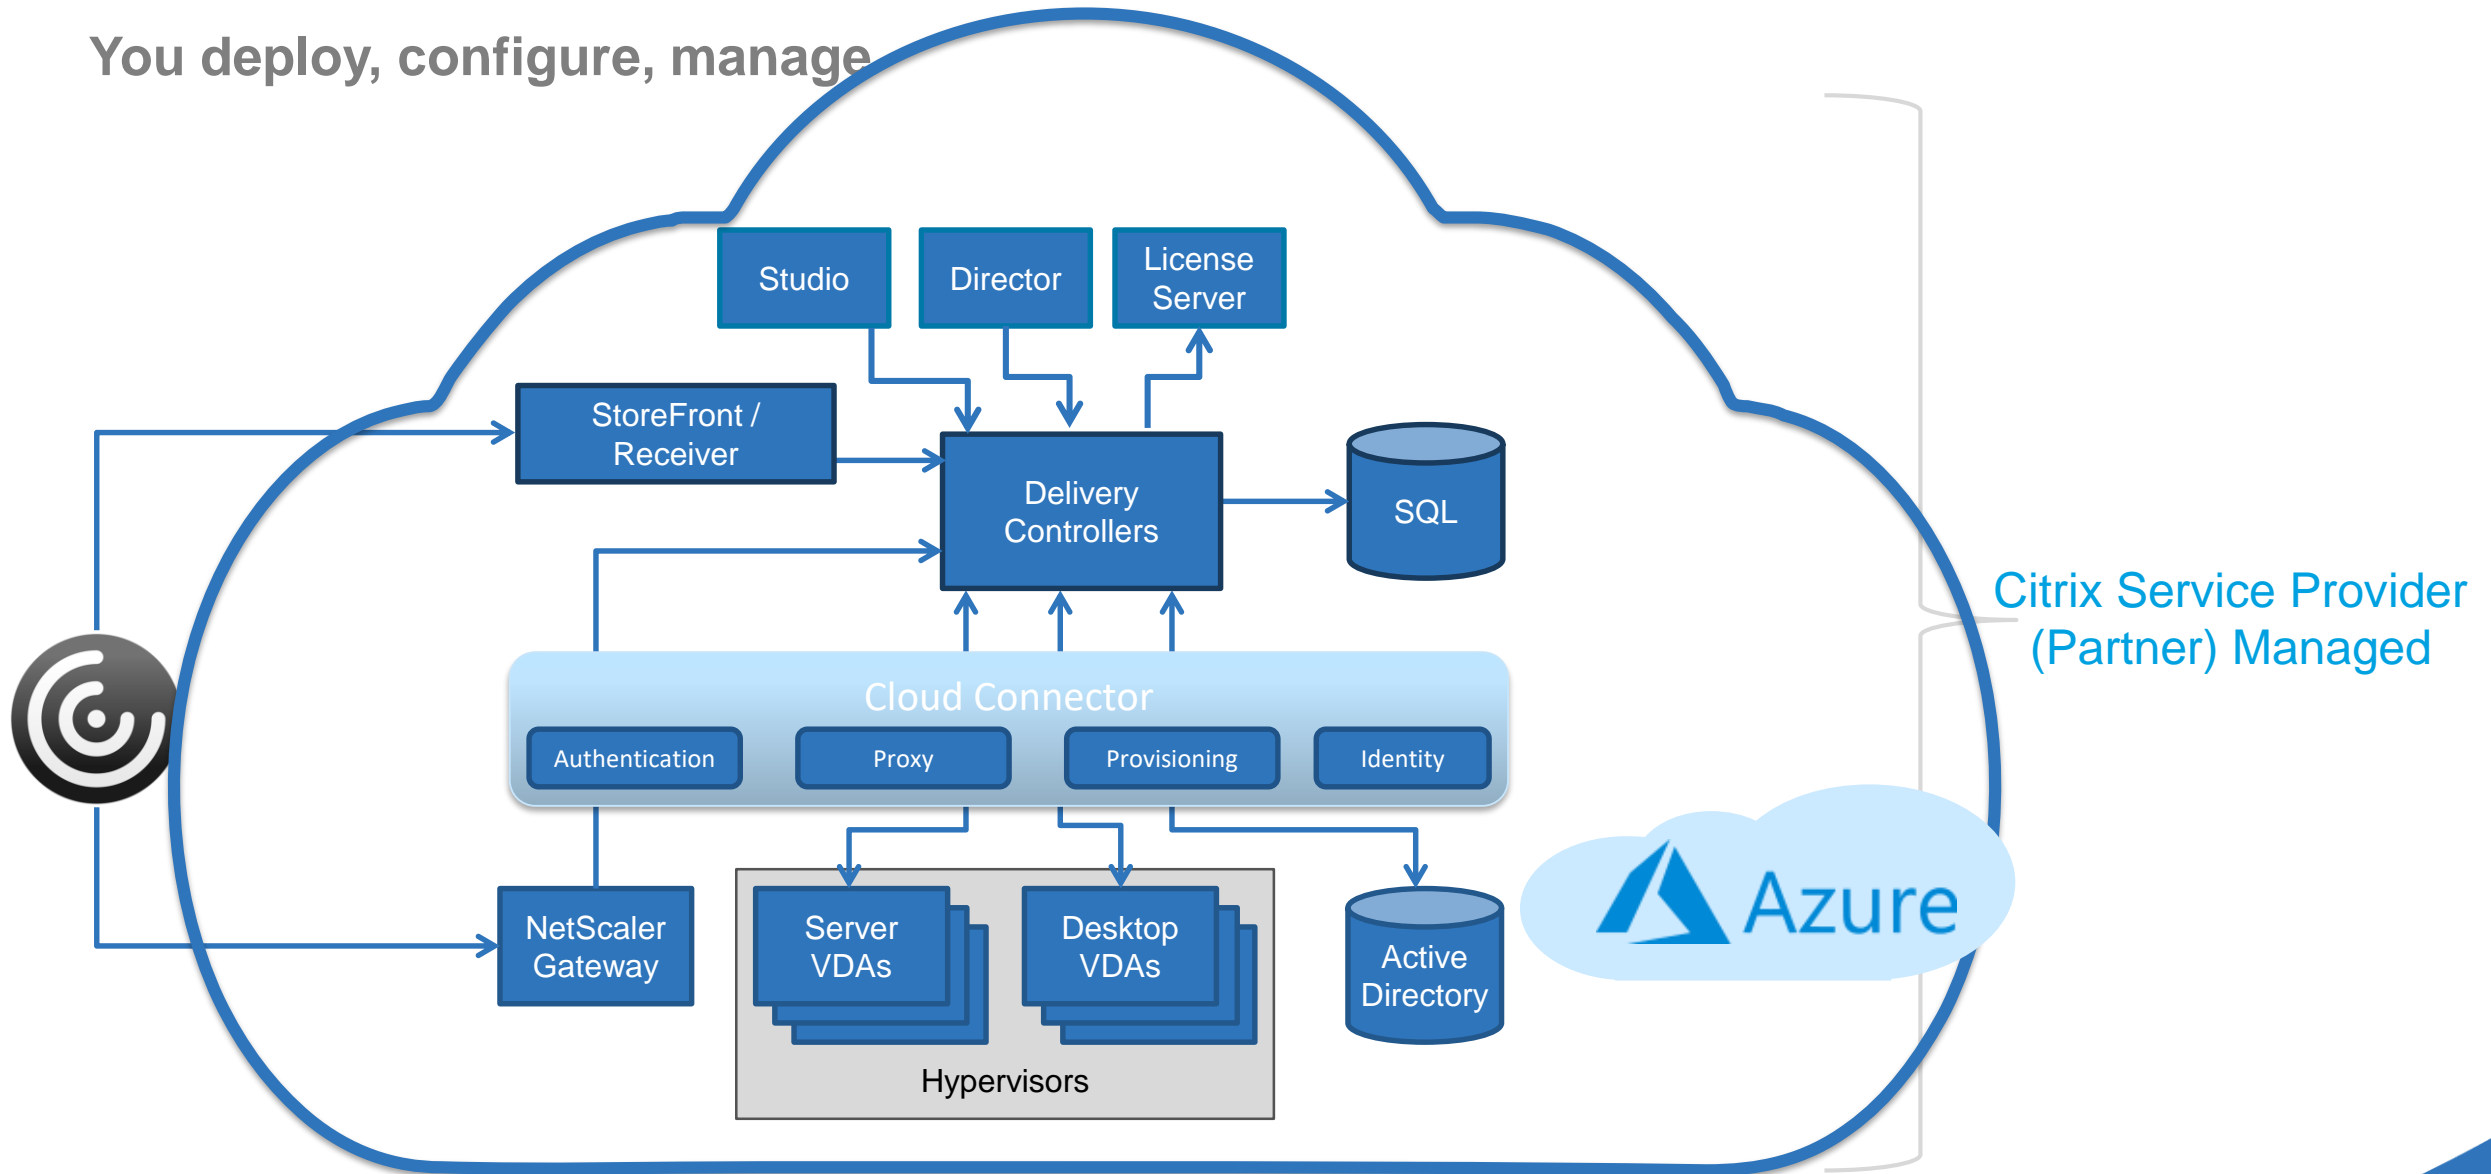 You deploy, configure, manage
Studio
Director
License
Server
StoreFront /
Receiver
Delivery
Controllers
SQL
Citrix Service Provider
(Partner) Managed
Cloud Connector
Authentication
Proxy
Provisioning
Identity
NetScaler
Gateway
Server
VDAs
Desktop
VDAs
Active
Directory
Azure
Hypervisors